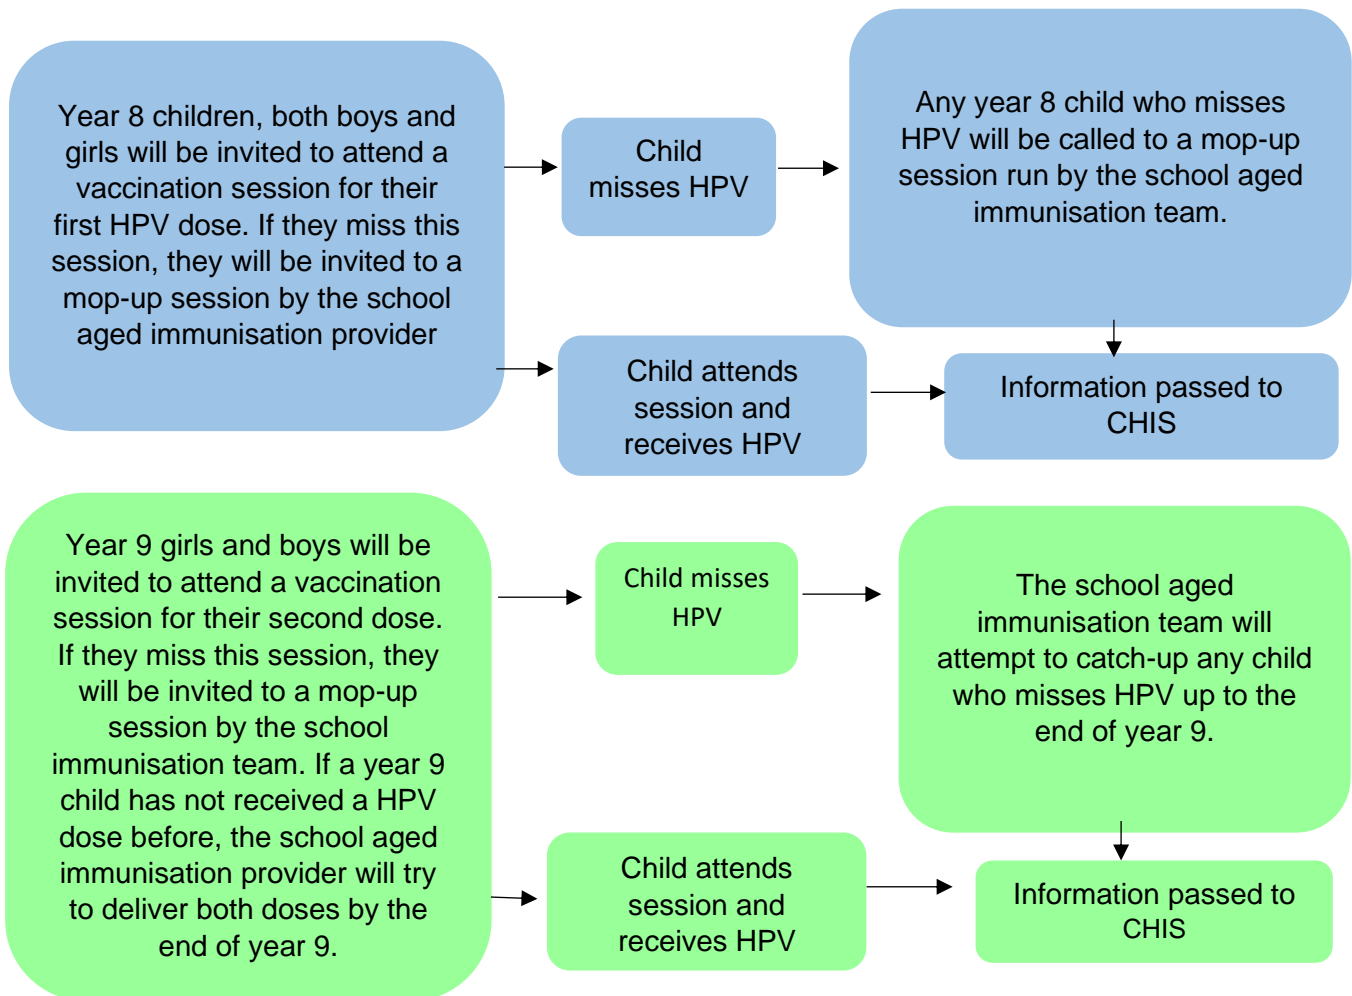 Year 8 children, both boys and
girls will be invited to attend a
vaccination session for their
first HPV dose. If they miss this
session, they will be invited to a
mop-up session by the school
aged immunisation provider
Child
misses HPV
Any year 8 child who misses
HPV will be called to a mop-up
session run by the school aged
immunisation team.
Child attends
session and
receives HPV
Information passed to
CHIS
Year 9 girls and boys will be
invited to attend a vaccination
session for their second dose.
If they miss this session, they
will be invited to a mop-up
session by the school
immunisation team. If a year 9
child has not received a HPV
dose before, the school aged
immunisation provider will try
to deliver both doses by the
end of year 9.
Child misses
HPV
The school aged
immunisation team will
attempt to catch-up any child
who misses HPV up to the
end of year 9.
Child attends
session and
receives HPV
Information passed to
CHIS